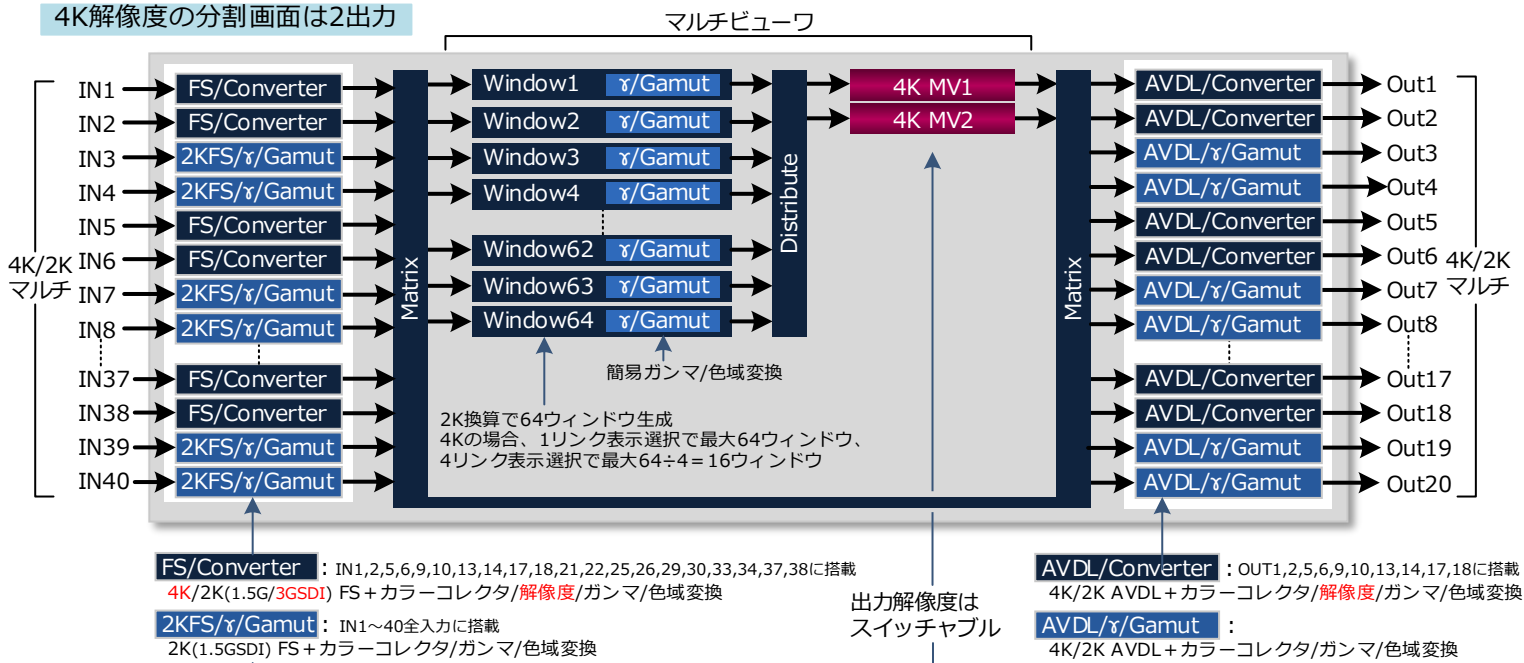 4K解像度の分割画面は2出力
マルチビューワ
4K/2K
マルチ
IN1
IN2
IN3
IN4
IN5
IN6
IN7
IN8
IN37
IN38
IN39
IN40
FS/Converter
FS/Converter
2KFS/ɤ/Gamut
2KFS/ɤ/Gamut
FS/Converter
FS/Converter
2KFS/ɤ/Gamut
2KFS/ɤ/Gamut
FS/Converter
FS/Converter
2KFS/ɤ/Gamut
2KFS/ɤ/Gamut
Matrix
Window1 ɤ/Gamut
Window2 ɤ/Gamut
Window3 ɤ/Gamut
Window4 ɤ/Gamut
Window62 ɤ/Gamut
Window63 ɤ/Gamut
Window64 ɤ/Gamut
簡易ガンマ/色域変換
2K換算で64ウィンドウ生成
4Kの場合、1リンク表示選択で最大64ウィンドウ、
4リンク表示選択で最大64÷4＝16ウィンドウ
Distribute
4K MV1
4K MV2
Matrix
AVDL/Converter
AVDL/Converter
AVDL/ɤ/Gamut
AVDL/ɤ/Gamut
AVDL/Converter
AVDL/Converter
AVDL/ɤ/Gamut
AVDL/ɤ/Gamut
AVDL/Converter
AVDL/Converter
AVDL/ɤ/Gamut
AVDL/ɤ/Gamut
Out1
Out2
Out3
Out4
Out5
Out6
Out7
Out8
Out17
Out18
Out19
Out20
4K/2K
マルチ
FS/Converter : IN1,2,5,6,9,10,13,14,17,18,21,22,25,26,29,30,33,34,37,38に搭載
4K/2K(1.5G/3GSDI) FS＋カラーコレクタ/解像度/ガンマ/色域変換
2KFS/ɤ/Gamut : IN1～40全入力に搭載
2K(1.5GSDI) FS＋カラーコレクタ/ガンマ/色域変換
出力解像度は
スイッチャブル
AVDL/Converter : OUT1,2,5,6,9,10,13,14,17,18に搭載
4K/2K AVDL＋カラーコレクタ/解像度/ガンマ/色域変換
AVDL/ɤ/Gamut :
4K/2K AVDL＋カラーコレクタ/ガンマ/色域変換